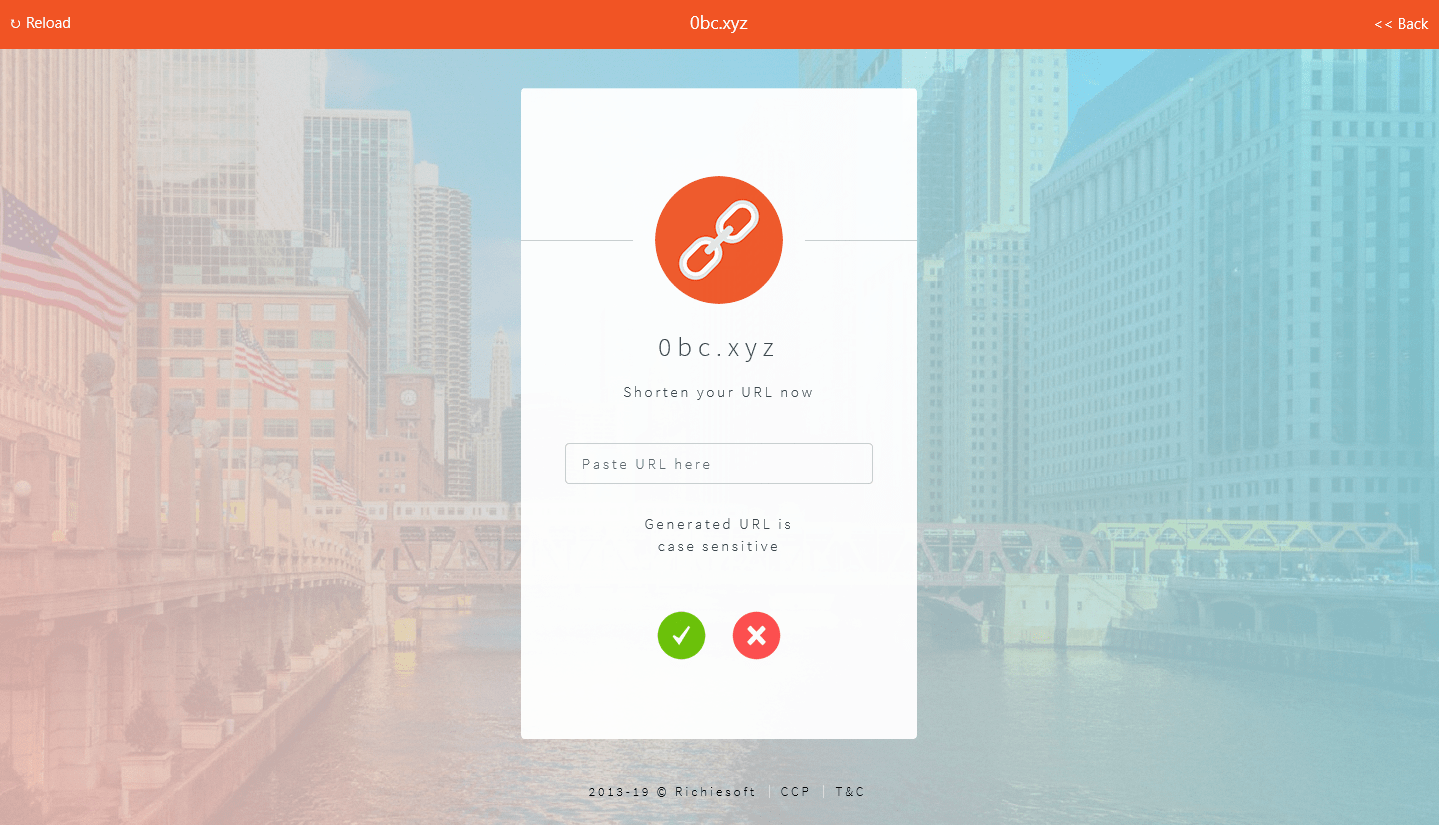 ↻ Reload
0bc.xyz
<< Back
0bc.xyz
Shorten your URL now
Paste URL here
Generated URL is
case sensitive
2013-19 © Richiesoft | CCP | T&C